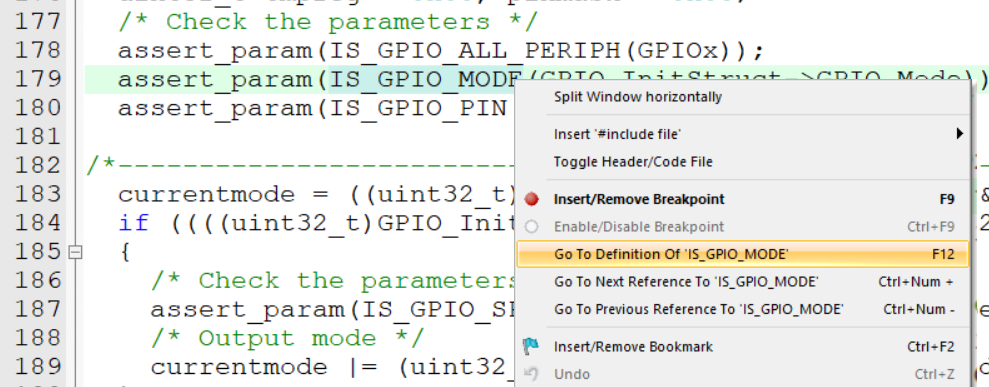 177 /* Check the parameters */
178 assert_param(IS_GPIO_ALL_PERIPH(GPIOx));
179 assert_param(IS_GPIO_MODE(GPIO_InitStruct->GPIO_Mode))
180 assert_param(IS_GPIO_PIN
181
182 /*----------------------------
183 currentmode = ((uint32_t) &
184 if ((((uint32_t)GPIO_Init
185 {
186 /* Check the parameters
187 assert_param(IS_GPIO_SP
188 /* Output mode */
189 currentmode |= (uint32_
Split Window horizontally
Insert '#include file'
Toggle Header/Code File
Insert/Remove Breakpoint F9
Enable/Disable Breakpoint Ctrl+F9
Go To Definition Of 'IS_GPIO_MODE' F12
Go To Next Reference To 'IS_GPIO_MODE' Ctrl+Num +
Go To Previous Reference To 'IS_GPIO_MODE' Ctrl+Num -
Insert/Remove Bookmark Ctrl+F2
Undo Ctrl+Z